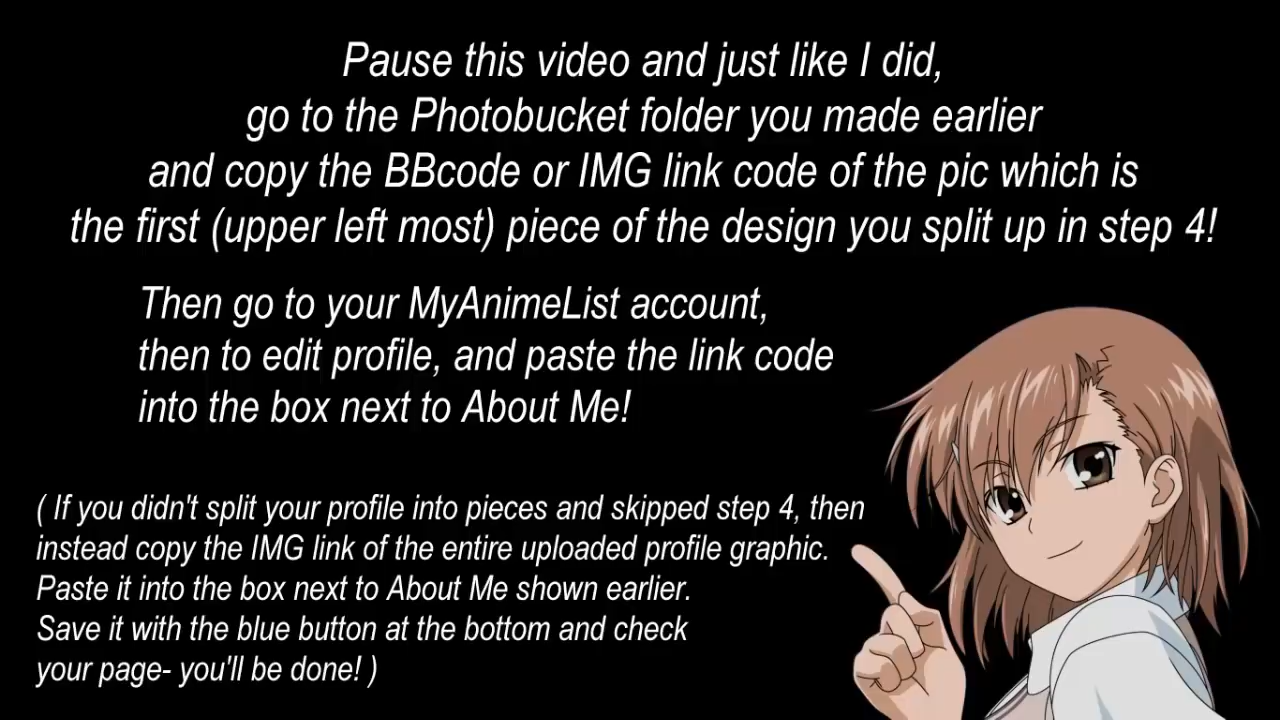 Pause this video and just like I did,
go to the Photobucket folder you made earlier
and copy the BBcode or IMG link code of the pic which is
the first (upper left most) piece of the design you split up in step 4!
Then go to your MyAnimeList account,
then to edit profile, and paste the link code
into the box next to About Me!
( If you didn't split your profile into pieces and skipped step 4, then
instead copy the IMG link of the entire uploaded profile graphic.
Paste it into the box next to About Me shown earlier.
Save it with the blue button at the bottom and check
your page- you'll be done! )